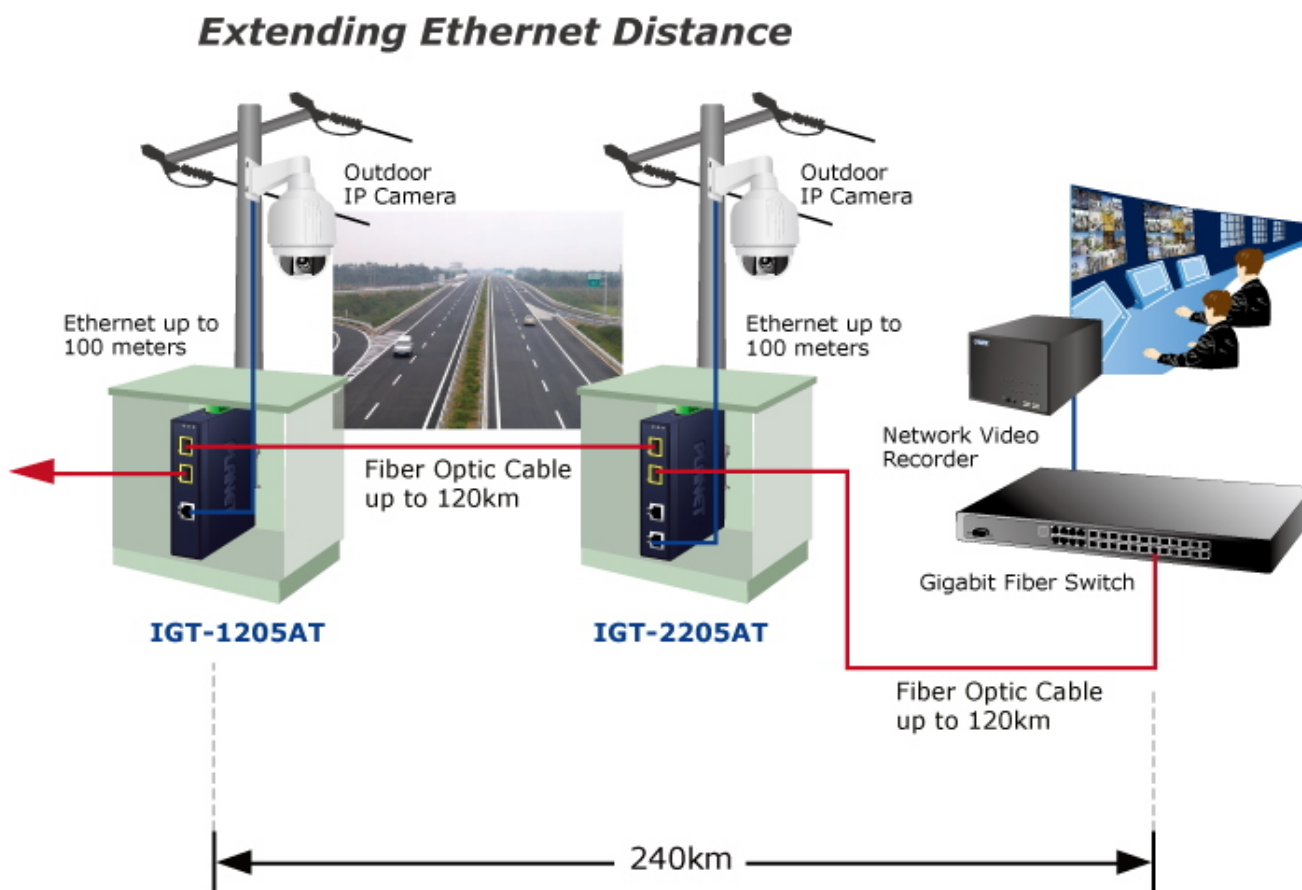 Extending Ethernet Distance
Outdoor
IP Camera
Outdoor
IP Camera
Ethernet up to
100 meters
Ethernet up to
100 meters
PLANET
PLANET
Fiber Optic Cable
up to 120km
Network Video
Recorder
Gigabit Fiber Switch
IGT-1205AT
IGT-2205AT
Fiber Optic Cable
up to 120km
240km